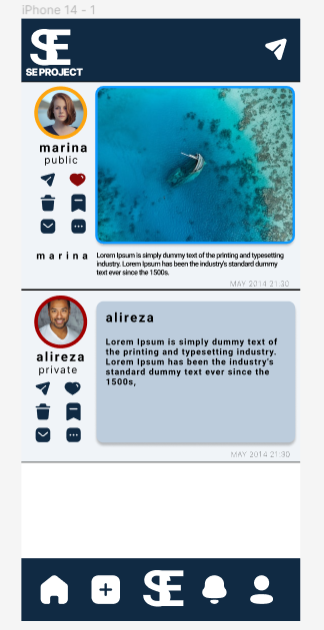 iPhone 14 - 1
SE
SE PROJECT
marina
public
marina
Lorem Ipsum is simply dummy text of the printing and typesetting
industry. Lorem Ipsum has been the industry's standard dummy
text ever since the 1500s.
MAY 2014 21:30
alireza
private
alireza
Lorem Ipsum is simply dummy text of
the printing and typesetting industry.
Lorem Ipsum has been the industry's
standard dummy text ever since the
1500s,
MAY 2014 21:30
SE